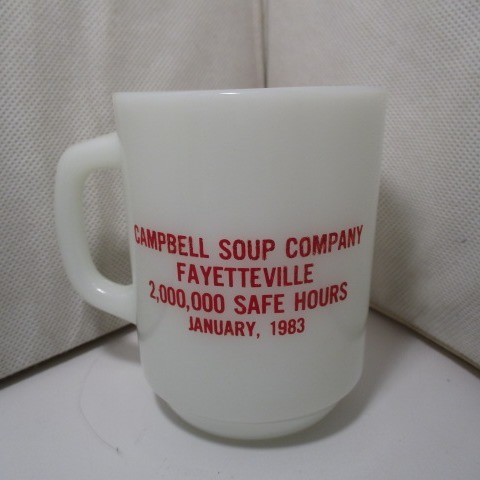 CAMPBELL SOUP COMPANY
FAYETTEVILLE
2,000,000 SAFE HOURS
JANUARY, 1983